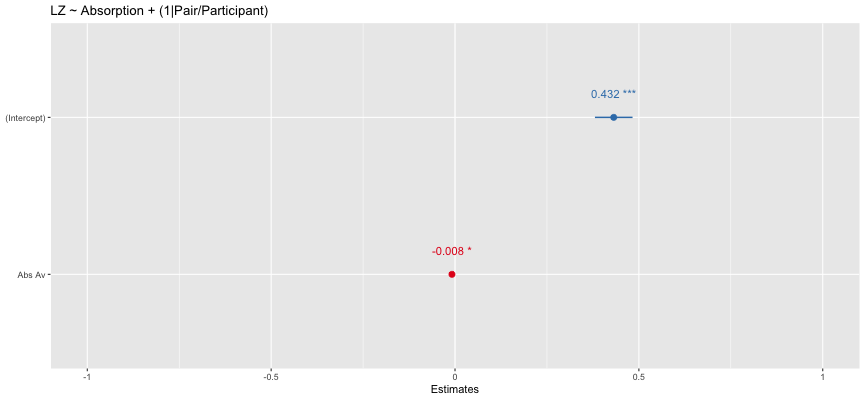 LZ ~ Absorption + (1|Pair/Participant)
0.432 ***
(Intercept)
-0.008 *
Abs Av
-1 -0.5 0 0.5 1
Estimates